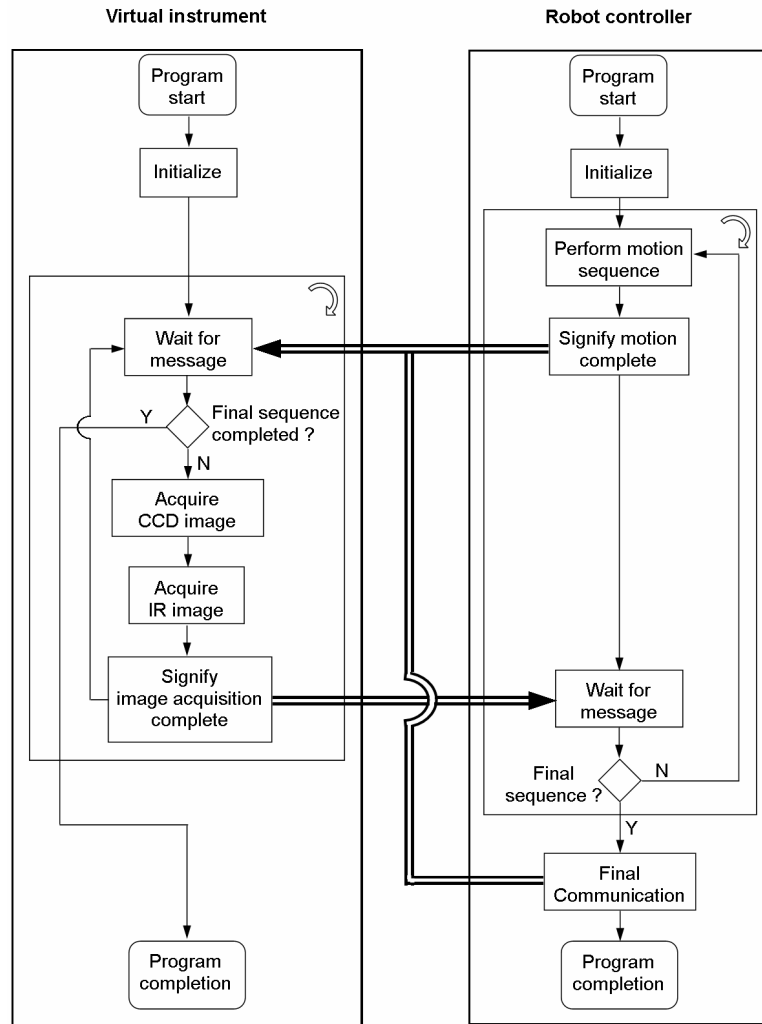 Virtual instrument
Program
start
Initialize
Wait for
message
Y
Final sequence
completed ?
N
Acquire
CCD image
Acquire
IR image
Signify
image acquisition
complete
Program
completion
Robot controller
Program
start
Initialize
Perform motion
sequence
Signify motion
complete
Wait for
message
Final
sequence ?
N
Y
Final
Communication
Program
completion